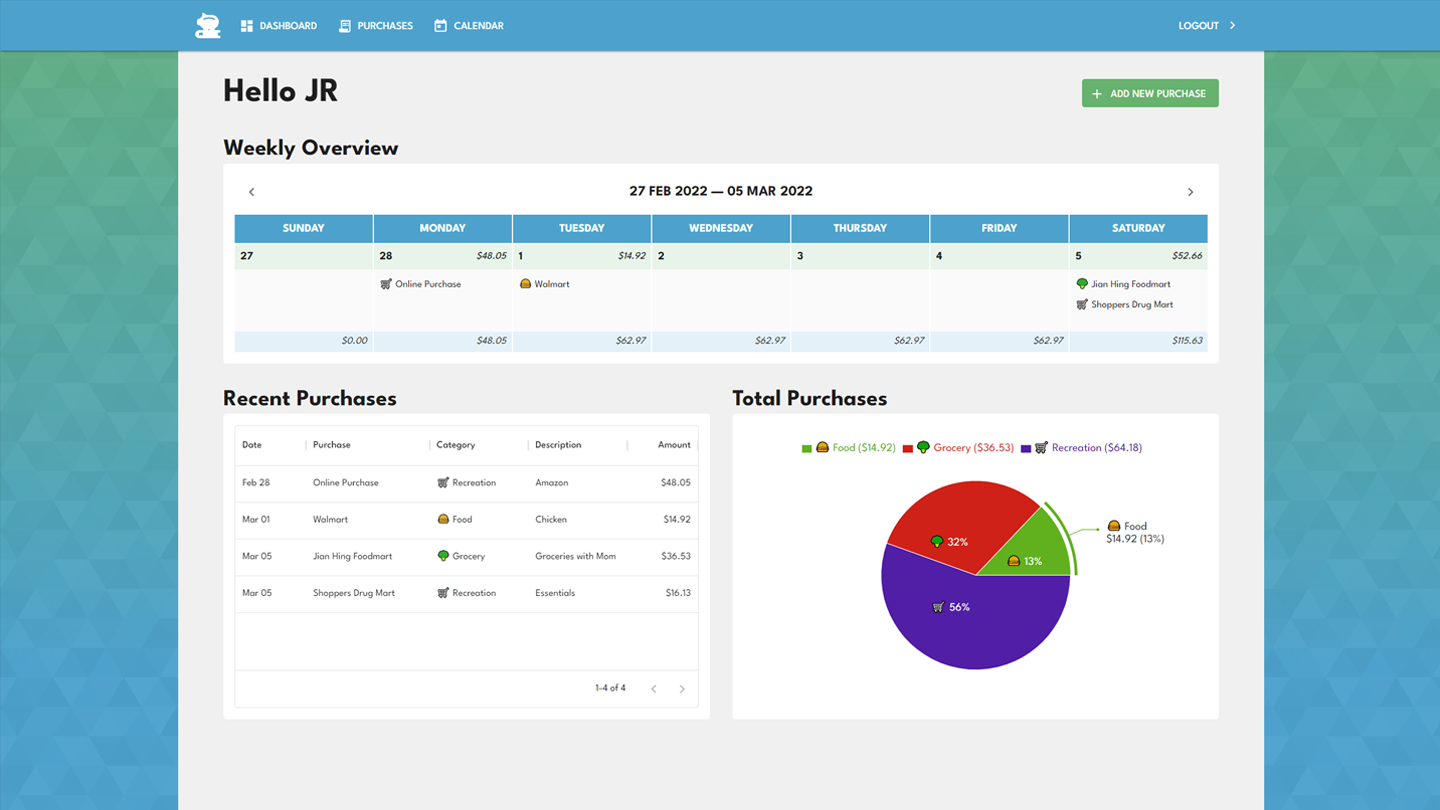 DASHBOARD PURCHASES CALENDAR LOGOUT
Hello JR
+ ADD NEW PURCHASE
Weekly Overview
27 FEB 2022 — 05 MAR 2022
SUNDAY MONDAY TUESDAY WEDNESDAY THURSDAY FRIDAY SATURDAY
27 28 $48.05 1 $14.92 2 3 4 5 $52.66
Online Purchase Walmart Jian Hing Foodmart
Shoppers Drug Mart
$0.00 $48.05 $62.97 $62.97 $62.97 $62.97 $115.63
Recent Purchases
Date Purchase Category Description Amount
Feb 28 Online Purchase Recreation Amazon $48.05
Mar 01 Walmart Food Chicken $14.92
Mar 05 Jian Hing Foodmart Grocery Groceries with Mom $36.53
Mar 05 Shoppers Drug Mart Recreation Essentials $16.13
1-4 of 4
Total Purchases
Food ($14.92) Grocery ($36.53) Recreation ($64.18)
32%
13%
56%
Food
$14.92 (13%)